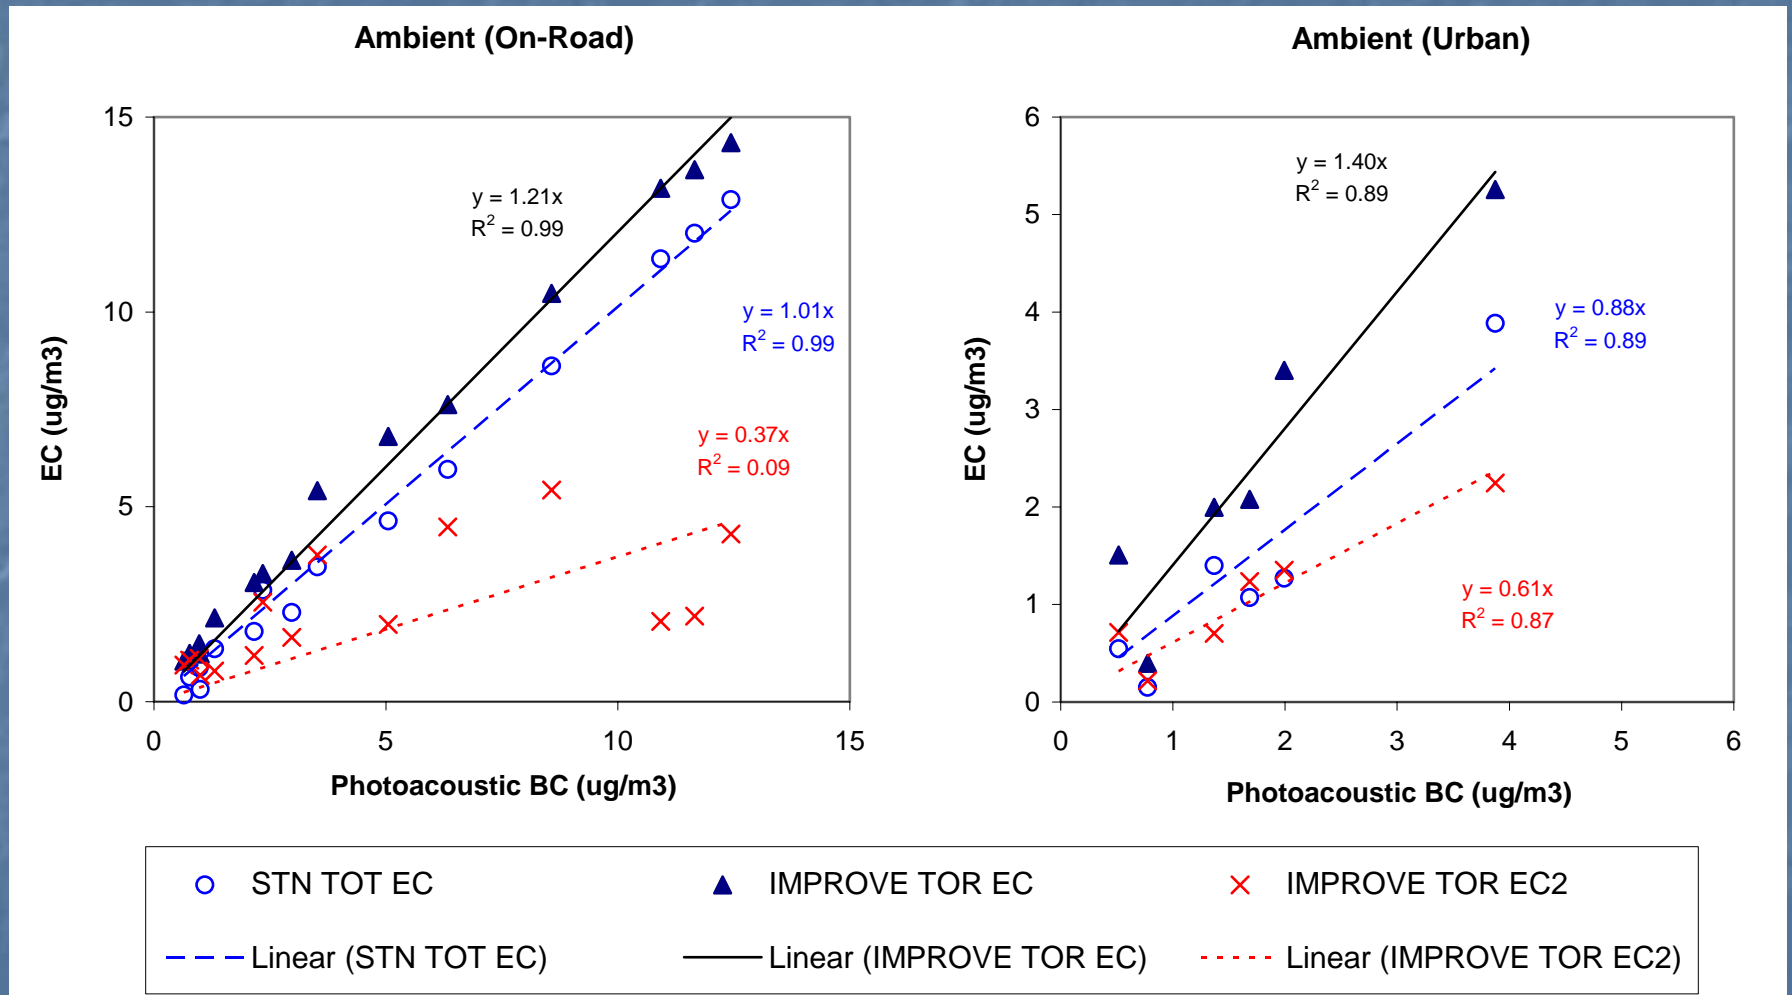 Ambient (On-Road)
15
10
5
0
0 5 10 15
EC (ug/m3)
Photoacoustic BC (ug/m3)
y = 1.21x
R² = 0.99
y = 1.01x
R² = 0.99
y = 0.37x
R² = 0.09
Ambient (Urban)
6
5
4
3
2
1
0
0 1 2 3 4 5 6
EC (ug/m3)
Photoacoustic BC (ug/m3)
y = 1.40x
R² = 0.89
y = 0.88x
R² = 0.89
y = 0.61x
R² = 0.87
STN TOT EC IMPROVE TOR EC IMPROVE TOR EC2
Linear (STN TOT EC) Linear (IMPROVE TOR EC) Linear (IMPROVE TOR EC2)